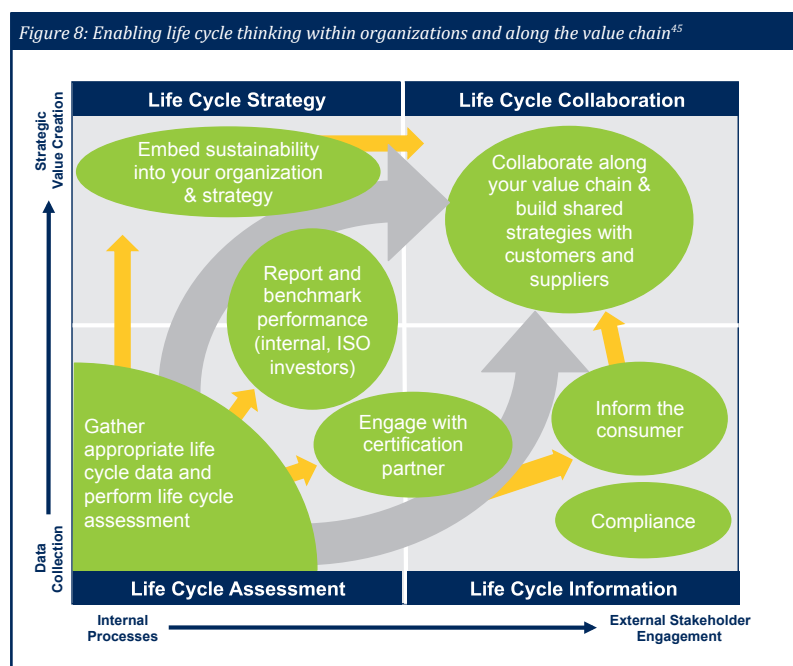 Figure 8: Enabling life cycle thinking within organizations and along the value chain45
Life Cycle Strategy
Life Cycle Collaboration
Strategic
Value Creation
Embed sustainability
into your organization
& strategy
Collaborate along
your value chain &
build shared
strategies with
customers and
suppliers
Report and
benchmark
performance
(internal, ISO
investors)
Gather
appropriate life
cycle data and
perform life cycle
assessment
Engage with
certification
partner
Inform the
consumer
Compliance
Data
Collection
Life Cycle Assessment
Life Cycle Information
Internal
Processes
External Stakeholder
Engagement